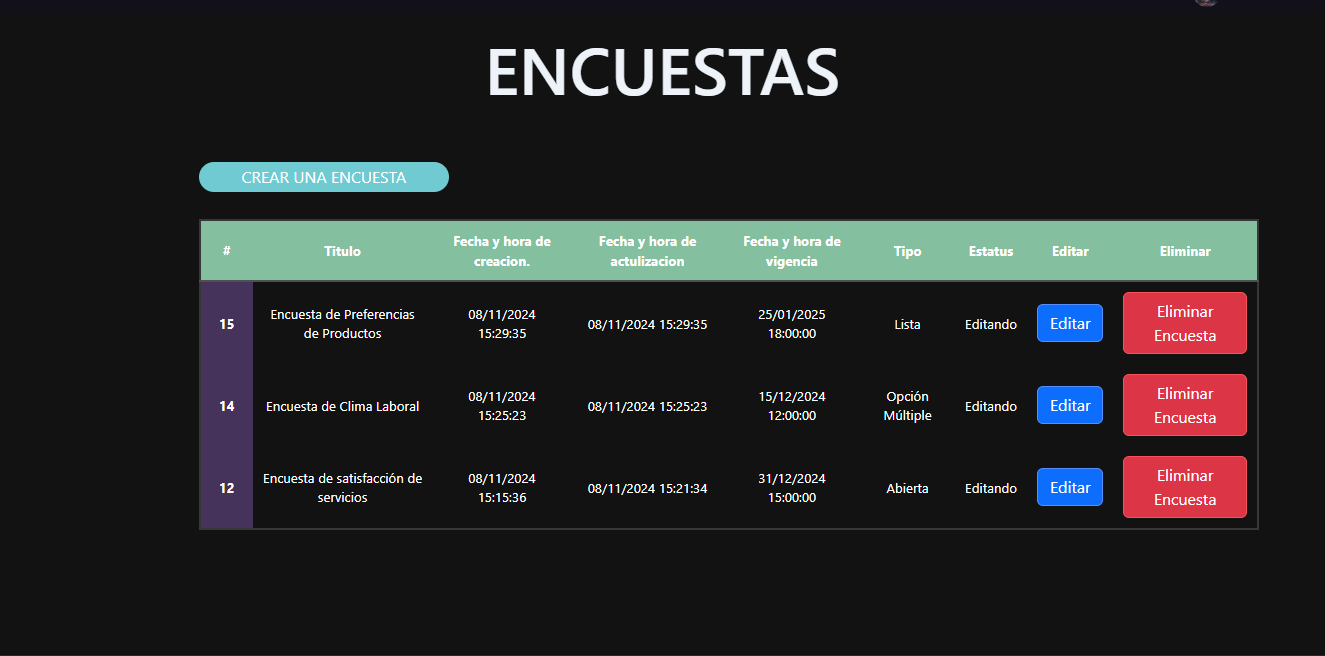 ENCUESTAS
CREAR UNA ENCUESTA
# Titulo Fecha y hora de creacion. Fecha y hora de actulizacion Fecha y hora de vigencia Tipo Estatus Editar Eliminar
15 Encuesta de Preferencias de Productos 08/11/2024 15:29:35 08/11/2024 15:29:35 25/01/2025 18:00:00 Lista Editando Editar Eliminar Encuesta
14 Encuesta de Clima Laboral 08/11/2024 15:25:23 08/11/2024 15:25:23 15/12/2024 12:00:00 Opción Múltiple Editando Editar Eliminar Encuesta
12 Encuesta de satisfacción de servicios 08/11/2024 15:15:36 08/11/2024 15:21:34 31/12/2024 15:00:00 Abierta Editando Editar Eliminar Encuesta